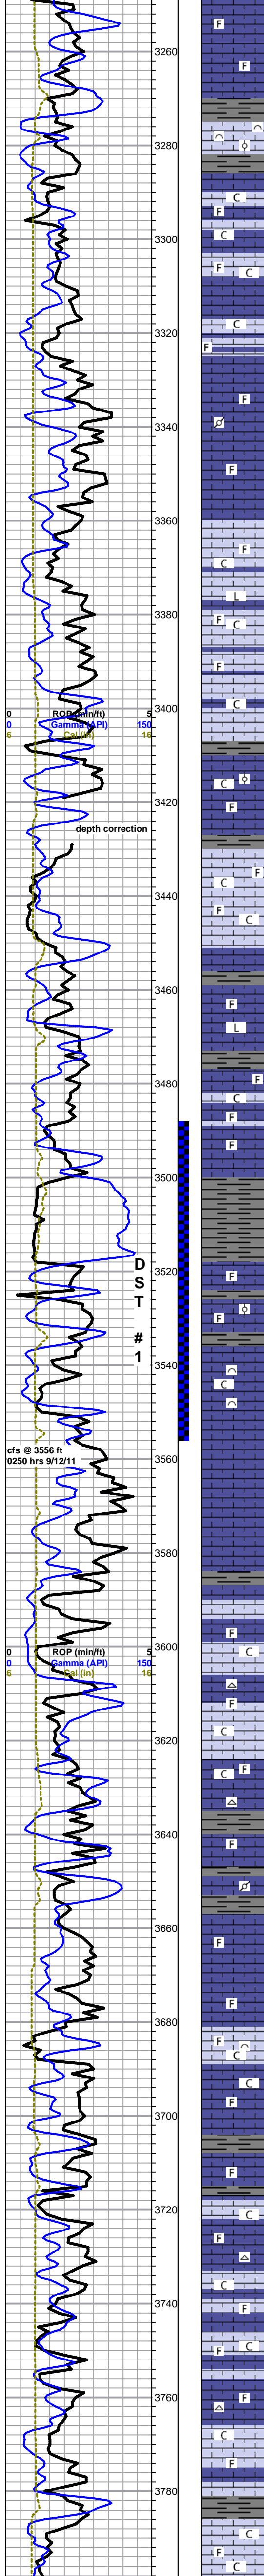 F
3260
F
C
3280
C
F
3300
C
F
C
3320
C
F
F
3340
F
3360
F
C
L
3380
F
C
F
C
3400
0 ROP (min/ft) 5
0 Gamma (API) 150
6 Cal (in) 16
C
3420
F
depth correction
F
3440
C
F
C
3460
F
L
3480
F
C
F
F
3500
3520
F
DST #1
F
3540
C
cfs @ 3556 ft
0250 hrs 9/12/11
3560
3580
F
3600
C
0 ROP (min/ft) 5
0 Gamma (API) 150
6 Cal (in) 16
F
C
3620
F
C
3640
F
3660
F
F
3680
F
C
C
F
3700
F
3720
C
F
C
3740
F
C
F
3760
F
C
F
3780
C
F
C